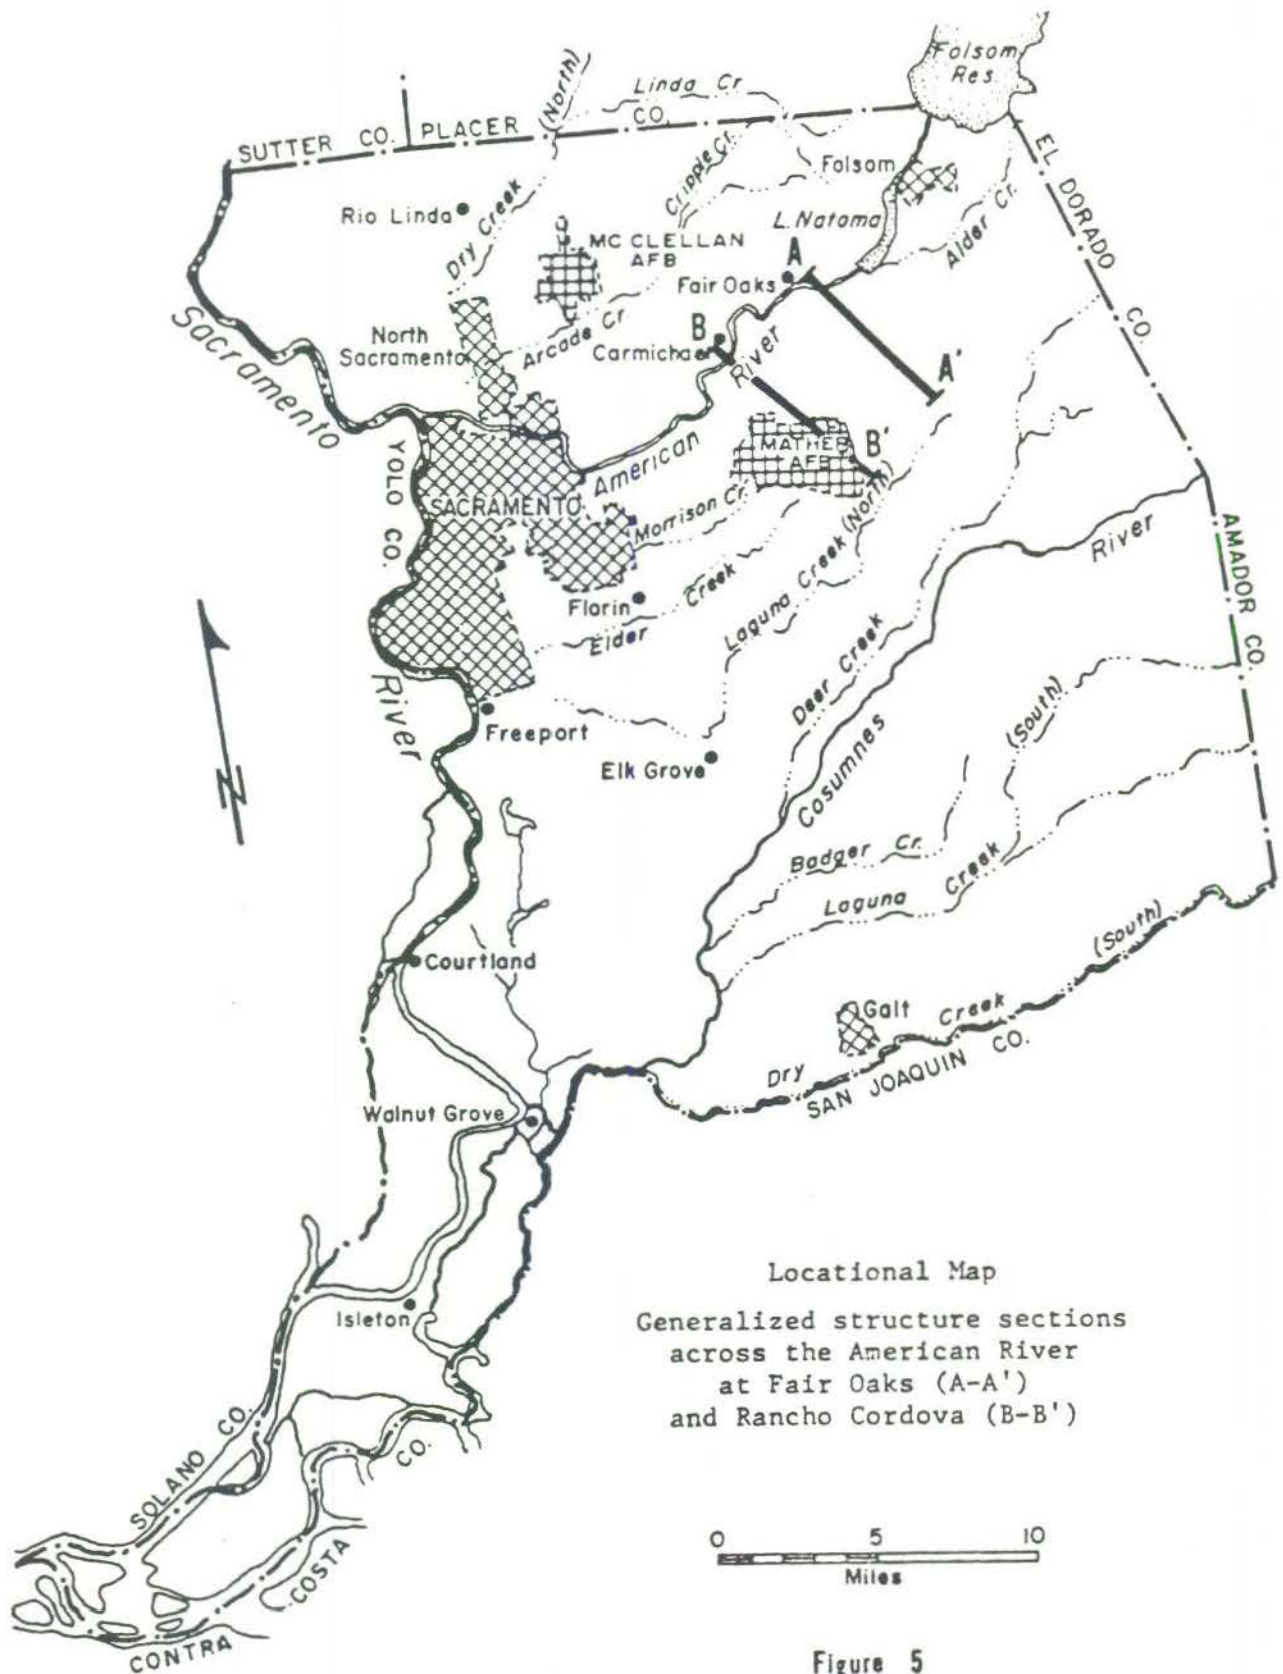 Folsom
Res.
(North)
Linda Cr
SUTTER CO.
PLACER CO.
Cripple Cr.
Folsom
EL DORADO CO.
Rio Linda
Dry Creek
L. Natoma
Alder Cr.
MC CLELLAN
AFB
A
Fair Oaks
Sacramento
North
Sacramento
Arcade Cr
B
Carmichael
River
A'
American
MATHER
AFB
B'
YOLO CO.
SACRAMENTO
Morrison Cr.
Laguna Creek (North)
River
AMADOR CO.
Florin
Elder Creek
N
River
Deer Creek
Freeport
Cosumnes
(South)
Elk Grove
Badger Cr.
Laguna Creek
(South)
Courtland
Galt
Dry Creek
SAN JOAQUIN CO.
Walnut Grove
Isleton
Locational Map
Generalized structure sections
across the American River
at Fair Oaks (A-A')
and Rancho Cordova (B-B')
SOLANO CO.
CONTRA COSTA CO.
0 5 10
Miles
Figure 5